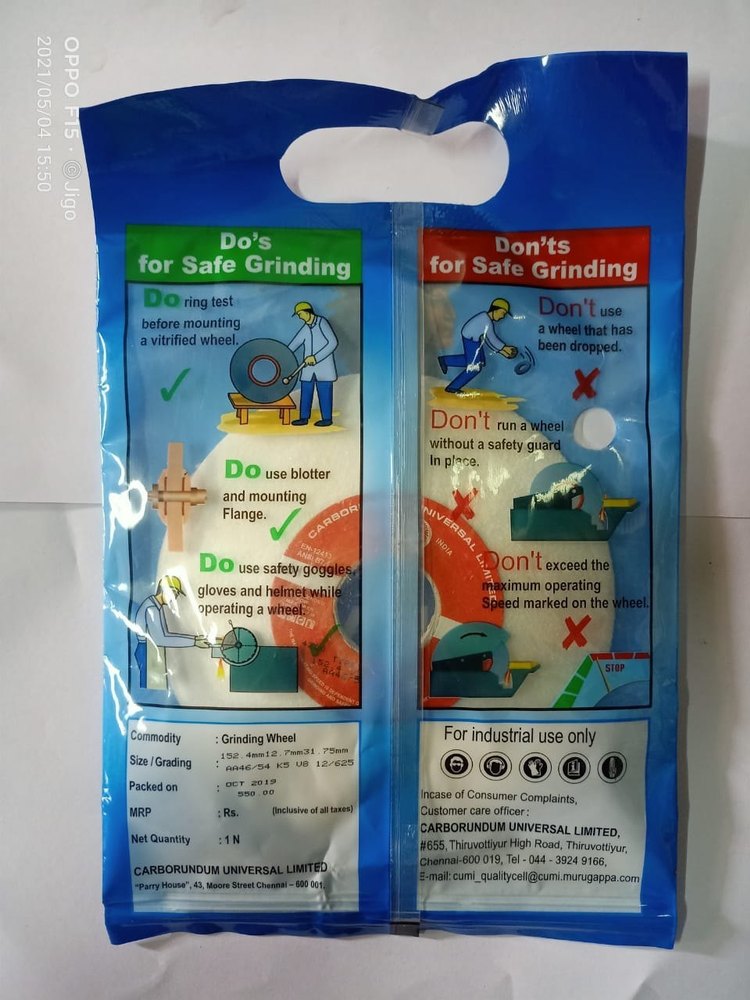 OPPO F15 · © Jigo
2021/05/04 15:50
Do's
for Safe Grinding
Do ring test
before mounting
a vitrified wheel.
Do use blotter
and mounting
Flange.
Do use safety goggles,
gloves and helmet while
operating a wheel.
Don'ts
for Safe Grinding
Don't use
a wheel that has
been dropped.
Don't run a wheel
without a safety guard
In place.
Don't exceed the
maximum operating
Speed marked on the wheel.
STOP
CARBOR
UNIVERSAL LIMITED
INDIA
EN-12413
Commodity : Grinding Wheel
Size / Grading : 152.4mm12.7mm31.75mm
AA46/54 K5 V8 12/625
Packed on : OCT 2019
550.00
MRP : Rs. (Inclusive of all taxes)
Net Quantity : 1 N
CARBORUNDUM UNIVERSAL LIMITED
"Parry House", 43, Moore Street Chennai – 600 001.
For industrial use only
Incase of Consumer Complaints,
Customer care officer :
CARBORUNDUM UNIVERSAL LIMITED,
#655, Thiruvottiyur High Road, Thiruvottiyur,
Chennai-600 019, Tel - 044 - 3924 9166,
E-mail: cumi_qualitycell@cumi.murugappa.com